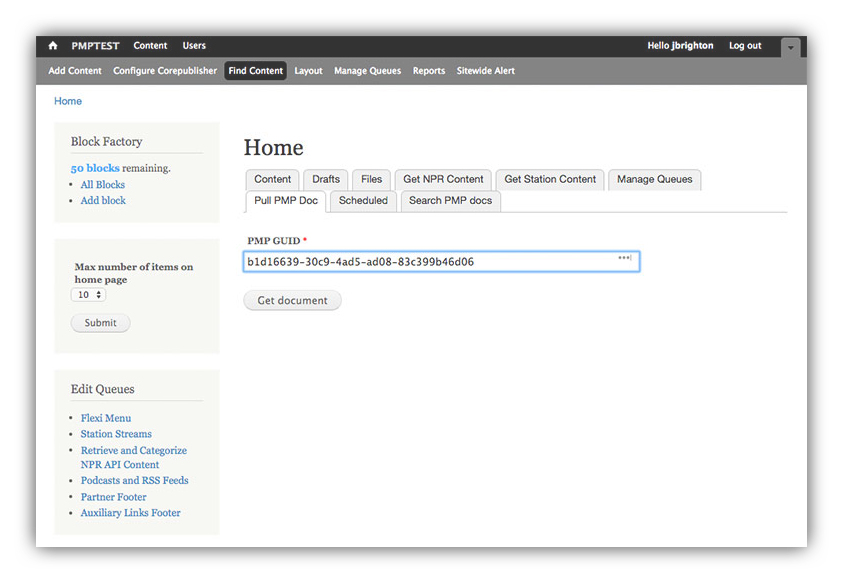 PMPTEST Content Users Hello jbrighton Log out
Add Content Configure Corepublisher Find Content Layout Manage Queues Reports Sitewide Alert
Home
Block Factory
50 blocks remaining.
• All Blocks
• Add block
Max number of items on
home page
10
Submit
Edit Queues
• Flexi Menu
• Station Streams
• Retrieve and Categorize
NPR API Content
• Podcasts and RSS Feeds
• Partner Footer
• Auxiliary Links Footer
Home
Content Drafts Files Get NPR Content Get Station Content Manage Queues
Pull PMP Doc Scheduled Search PMP docs
PMP GUID *
b1d16639-30c9-4ad5-ad08-83c399b46d06
Get document